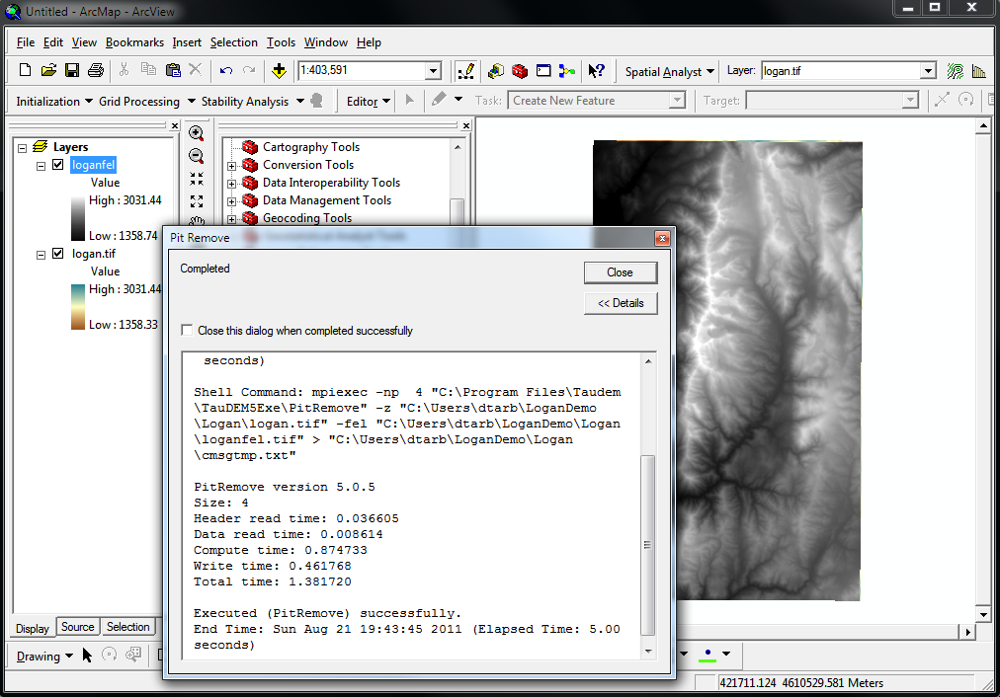 Untitled - ArcMap - ArcView
File Edit View Bookmarks Insert Selection Tools Window Help
1:403,591
Spatial Analyst
Layer: logan.tif
Initialization Grid Processing Stability Analysis
Editor
Task: Create New Feature
Target:
Layers
loganfel
Value
High : 3031.44
Low : 1358.74
logan.tif
Value
High : 3031.44
Low : 1358.33
Cartography Tools
Conversion Tools
Data Interoperability Tools
Data Management Tools
Geocoding Tools
Pit Remove
Completed
Close
<< Details
Close this dialog when completed successfully
seconds)
Shell Command: mpiexec -np 4 "C:\Program Files\Taudem
\TauDEM5Exe\PitRemove" -z "C:\Users\dtarb\LoganDemo
\Logan\logan.tif" -fel "C:\Users\dtarb\LoganDemo\Logan
\loganfel.tif" > "C:\Users\dtarb\LoganDemo\Logan
\cmsgtmp.txt"
PitRemove version 5.0.5
Size: 4
Header read time: 0.036605
Data read time: 0.008614
Compute time: 0.874733
Write time: 0.461768
Total time: 1.381720
Executed (PitRemove) successfully.
End Time: Sun Aug 21 19:43:45 2011 (Elapsed Time: 5.00
seconds)
Display Source Selection
Drawing
421711.124 4610529.581 Meters